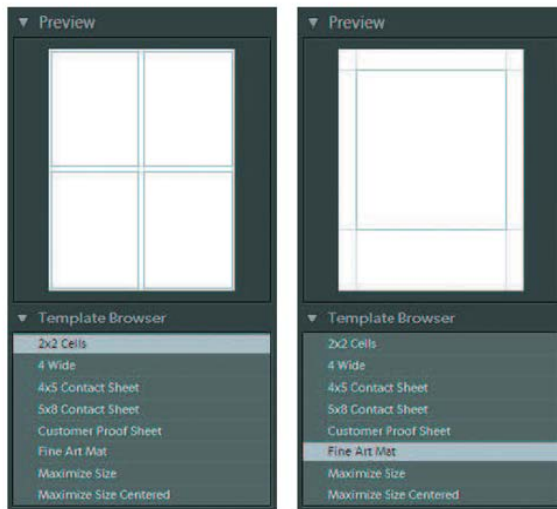 Preview
Template Browser
2x2 Cells
4 Wide
4x5 Contact Sheet
5x8 Contact Sheet
Customer Proof Sheet
Fine Art Mat
Maximize Size
Maximize Size Centered
Preview
Template Browser
2x2 Cells
4 Wide
4x5 Contact Sheet
5x8 Contact Sheet
Customer Proof Sheet
Fine Art Mat
Maximize Size
Maximize Size Centered